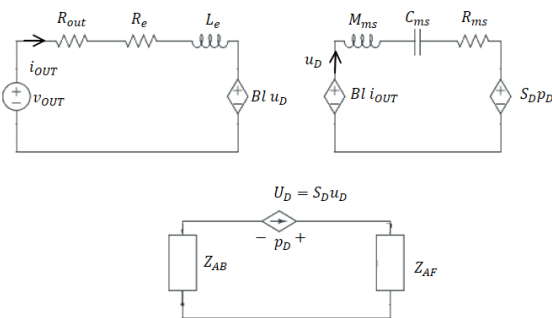 R_out R_e L_e
i_OUT
v_OUT
Bl u_D
M_ms C_ms R_ms
u_D
Bl i_OUT
S_D p_D
U_D = S_D u_D
− p_D +
Z_AB
Z_AF